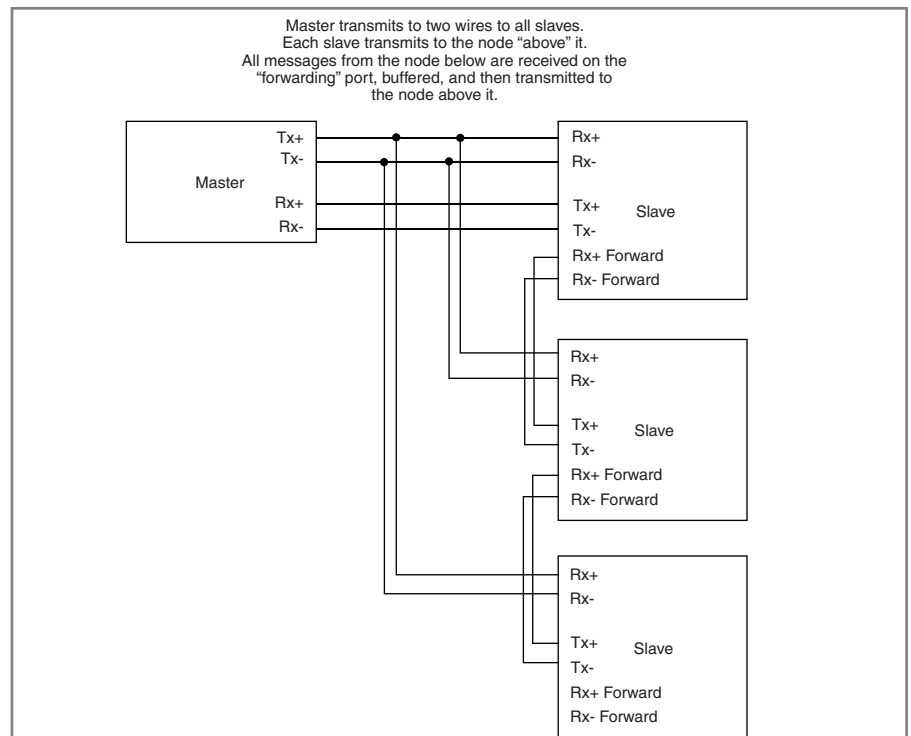 Master transmits to two wires to all slaves.
Each slave transmits to the node “above” it.
All messages from the node below are received on the
“forwarding” port, buffered, and then transmitted to
the node above it.
Master
Tx+
Tx-
Rx+
Rx-
Rx+
Rx-
Tx+
Slave
Tx-
Rx+ Forward
Rx- Forward
Rx+
Rx-
Tx+
Slave
Tx-
Rx+ Forward
Rx- Forward
Rx+
Rx-
Tx+
Slave
Tx-
Rx+ Forward
Rx- Forward